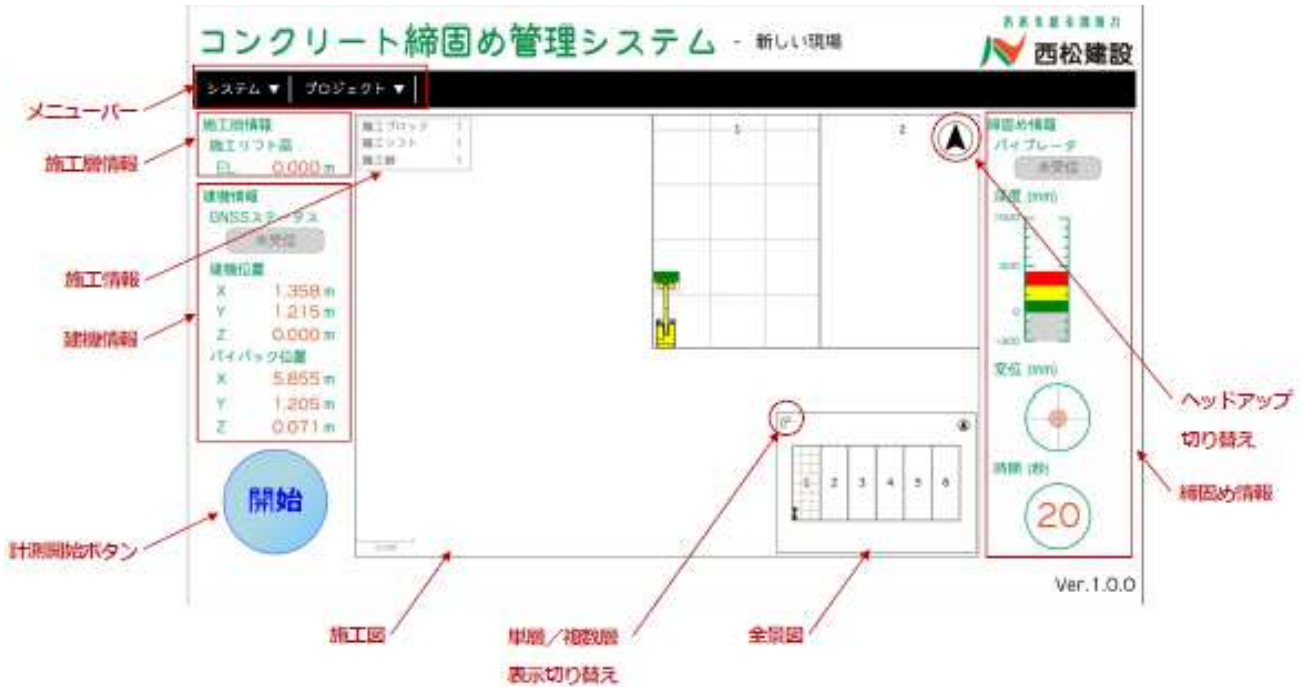 コンクリート締固め管理システム - 新しい現場
西松建設
システム ▼ プロジェクト ▼
メニューバー
施工層情報
施工リフト高
EL. 0.000 m
施工層情報
施工ブロック 1
施工リフト 1
施工層 1
1 2
締固め情報
バイブレータ
未受信
深度 (mm)
建機情報
GNSSステータス
未受信
建機位置
X 1.358 m
Y 1.215 m
Z 0.000 m
バイバック位置
X 5.855 m
Y 1.205 m
Z 0.071 m
施工情報
建機情報
0
-300
変位 (mm)
ヘッドアップ
切り替え
1 2 3 4 5 6
時間 (秒)
20
締固め情報
開始
計測開始ボタン
Ver.1.0.0
施工図
単層／複数層
表示切り替え
全景図